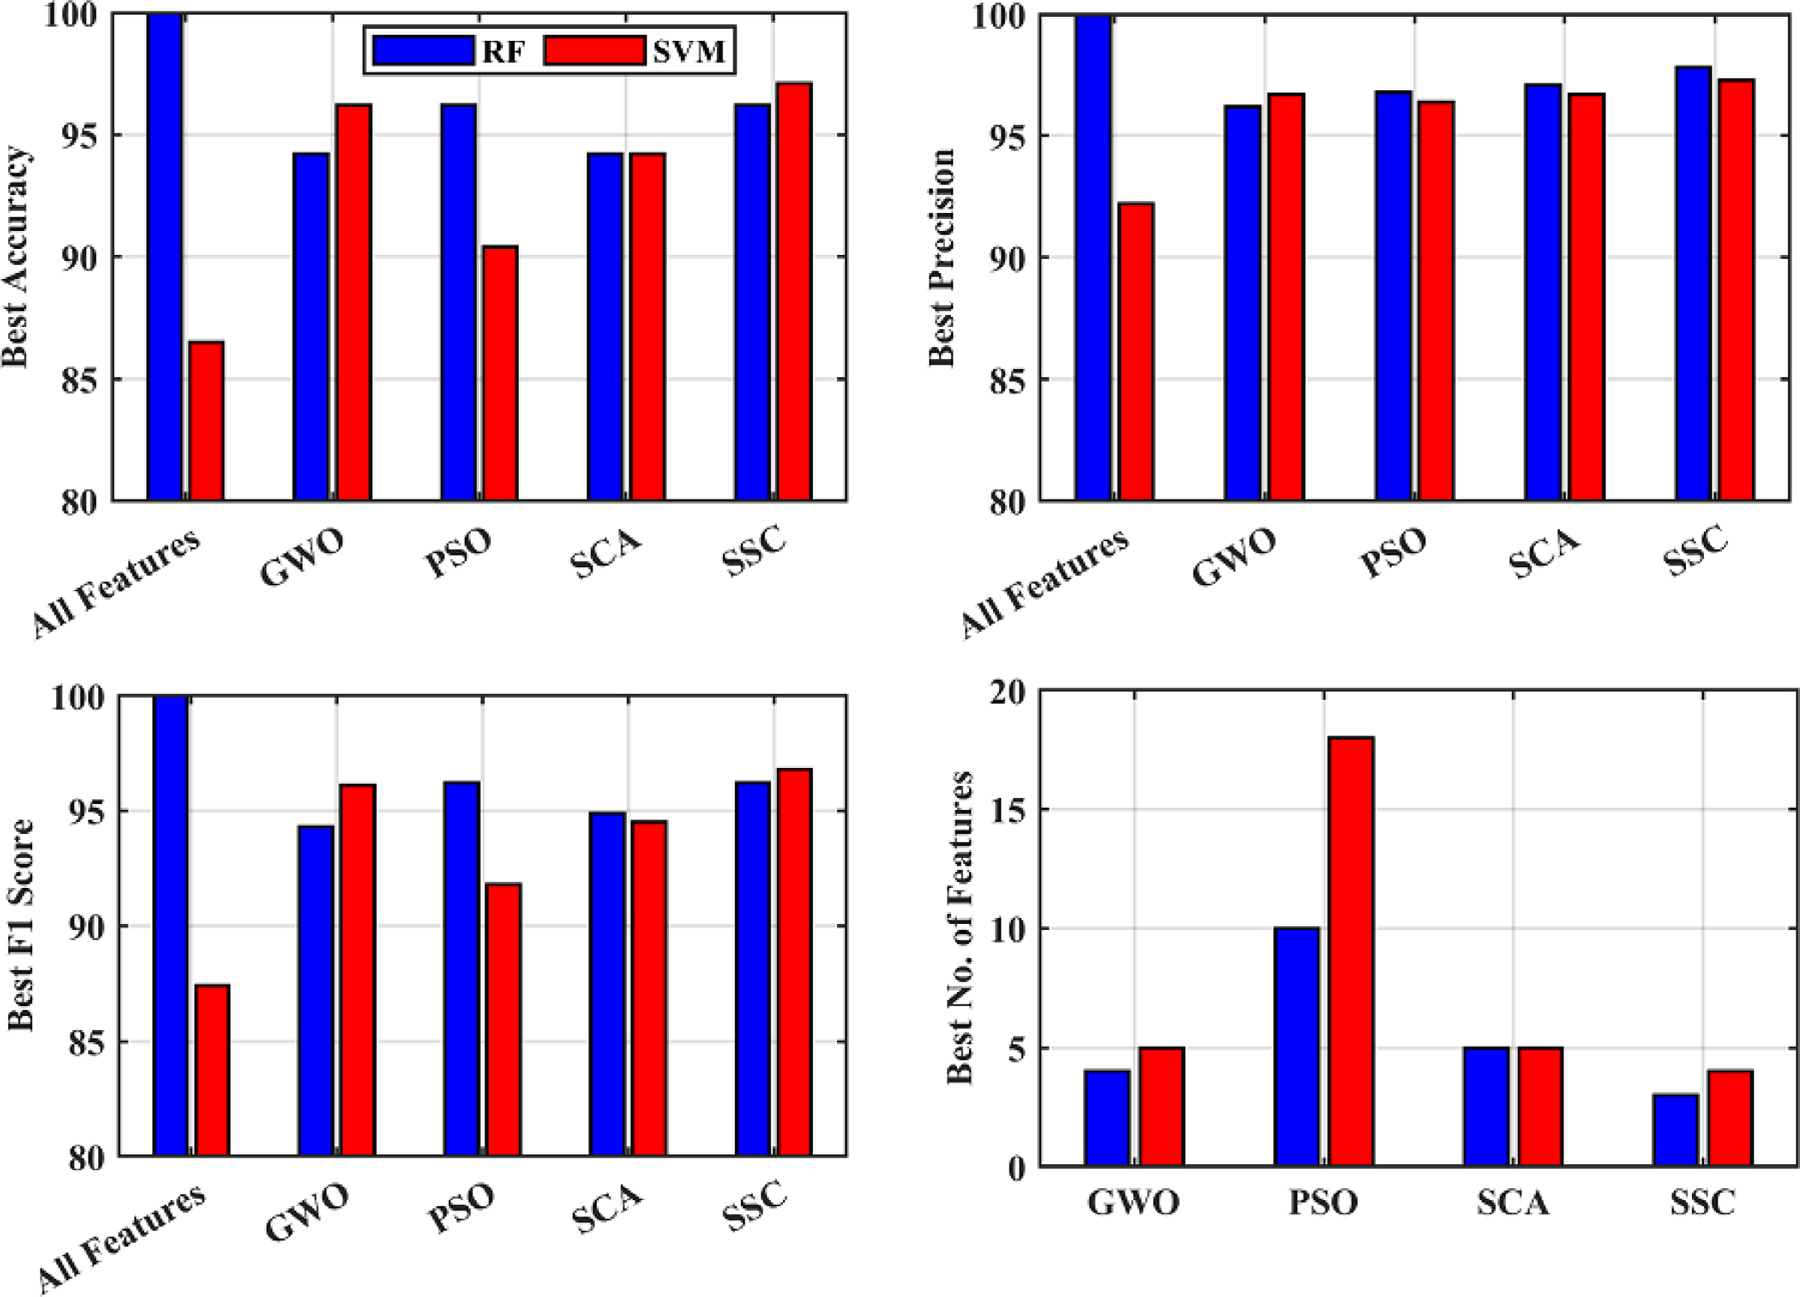 100
95
90
85
80
Best Accuracy
RF SVM
All Features GWO PSO SCA SSC
100
95
90
85
80
Best Precision
All Features GWO PSO SCA SSC
100
95
90
85
80
Best F1 Score
All Features GWO PSO SCA SSC
20
15
10
5
0
Best No. of Features
GWO PSO SCA SSC